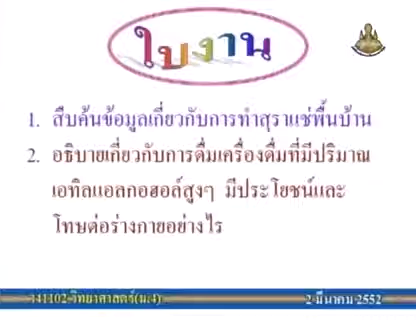 ใบงาน
1. สืบค้นข้อมูลเกี่ยวกับการทำสุราแช่พื้นบ้าน
2. อธิบายเกี่ยวกับการดื่มเครื่องดื่มที่มีปริมาณ
เอทิลแอลกอฮอล์สูงๆ มีประโยชน์และ
โทษต่อร่างกายอย่างไร
ว41102-วิทยาศาสตร์(ม.4)
2 มีนาคม 2552